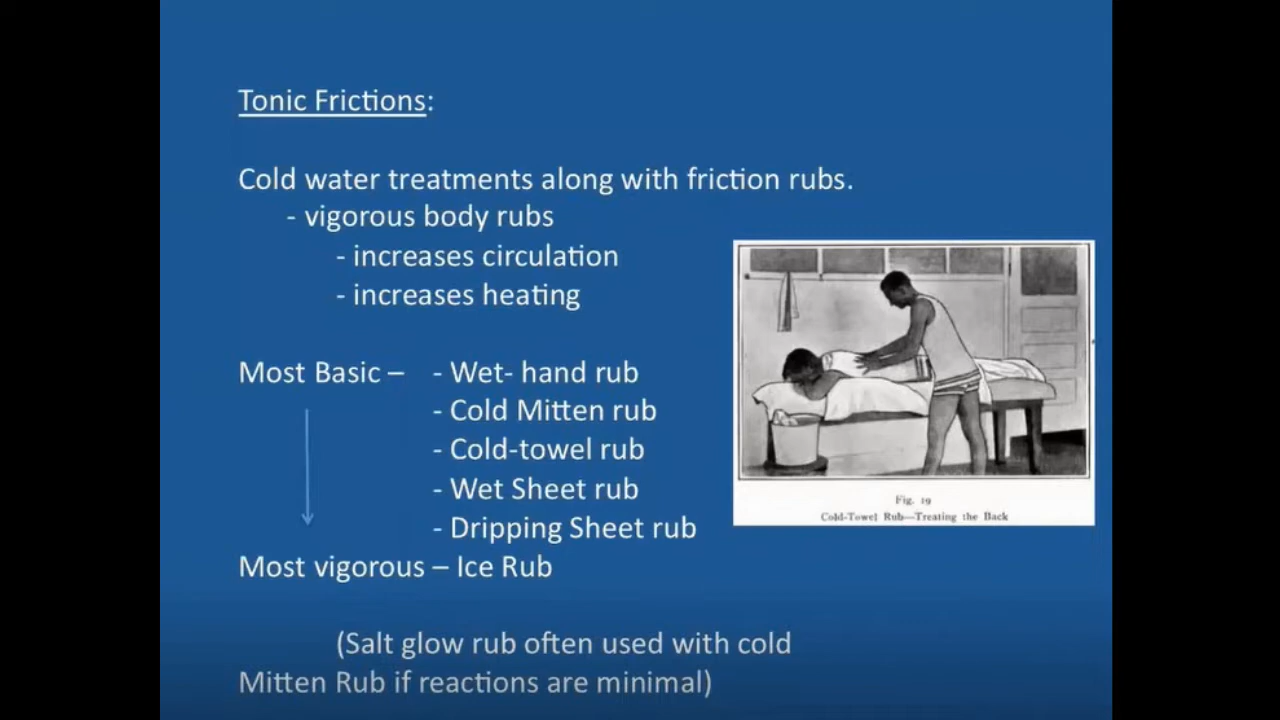 Tonic Frictions:
Cold water treatments along with friction rubs.
- vigorous body rubs
- increases circulation
- increases heating
Most Basic – - Wet- hand rub
- Cold Mitten rub
- Cold-towel rub
- Wet Sheet rub
- Dripping Sheet rub
Most vigorous – Ice Rub
(Salt glow rub often used with cold
Mitten Rub if reactions are minimal)
Fig. 19
Cold-Towel Rub—Treating the Back